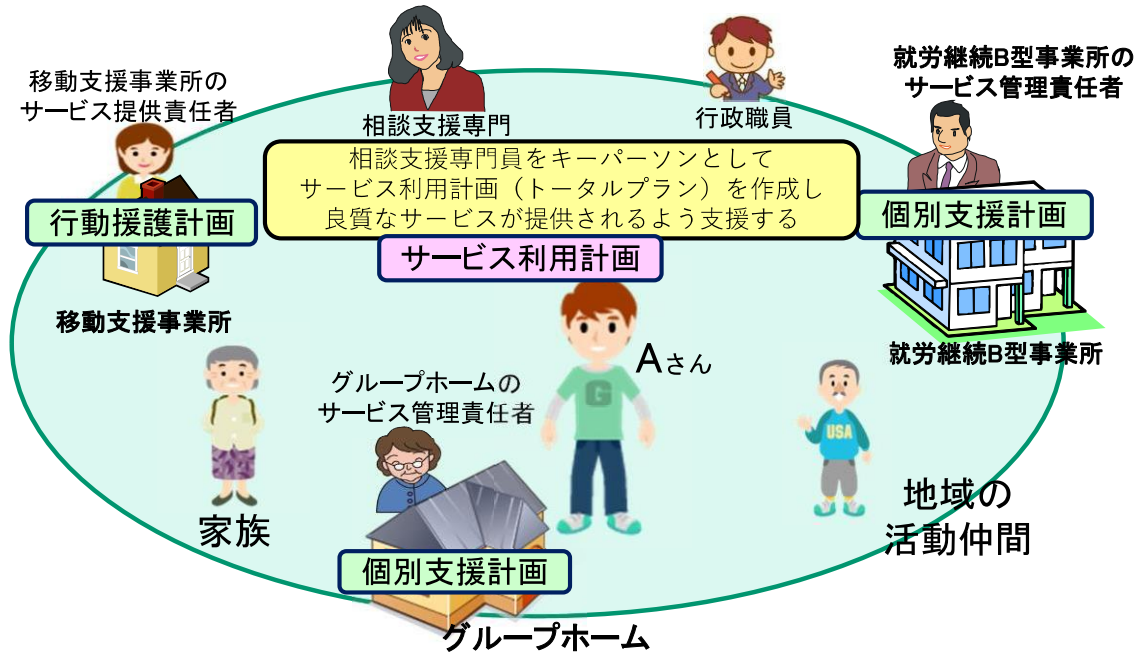 移動支援事業所の
サービス提供責任者
相談支援専門
行政職員
就労継続B型事業所の
サービス管理責任者
相談支援専門員をキーパーソンとして
サービス利用計画（トータルプラン）を作成し
良質なサービスが提供されるよう支援する
行動援護計画
個別支援計画
サービス利用計画
移動支援事業所
就労継続B型事業所
Aさん
G
グループホームの
サービス管理責任者
USA
家族
地域の
活動仲間
個別支援計画
グループホーム